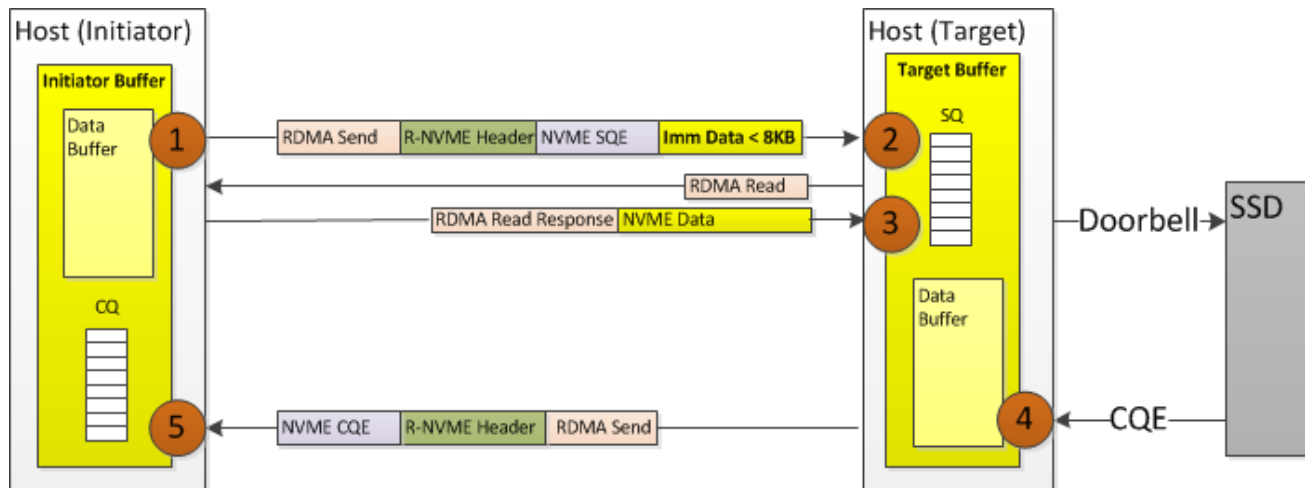 Host (Initiator)
Initiator Buffer
Data
Buffer
1
CQ
5
RDMA Send R-NVME Header NVME SQE Imm Data < 8KB
RDMA Read
RDMA Read Response NVME Data
NVME CQE R-NVME Header RDMA Send
Host (Target)
Target Buffer
2
SQ
3
Data
Buffer
4
Doorbell
CQE
SSD